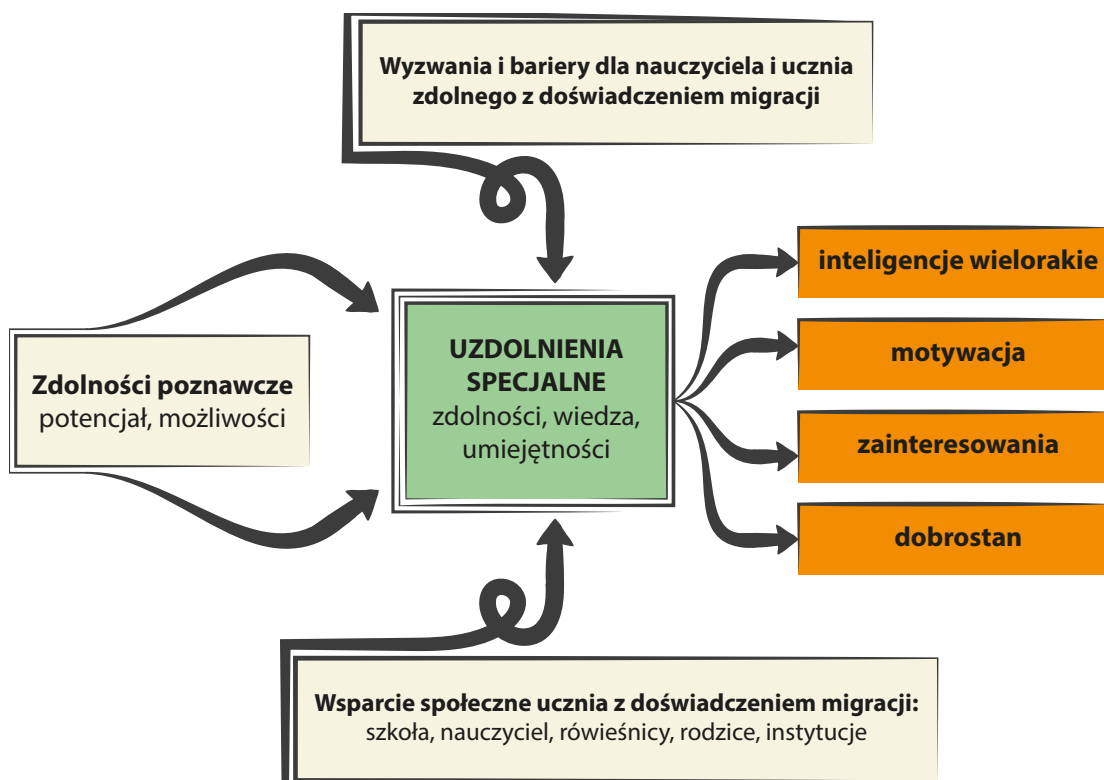 Wyzwania i bariery dla nauczyciela i ucznia
zdolnego z doświadczeniem migracji
Zdolności poznawcze
potencjał, możliwości
UZDOLNIENIA
SPECJALNE
zdolności, wiedza,
umiejętności
inteligencje wielorakie
motywacja
zainteresowania
dobrostan
Wsparcie społeczne ucznia z doświadczeniem migracji:
szkoła, nauczyciel, rówieśnicy, rodzice, instytucje